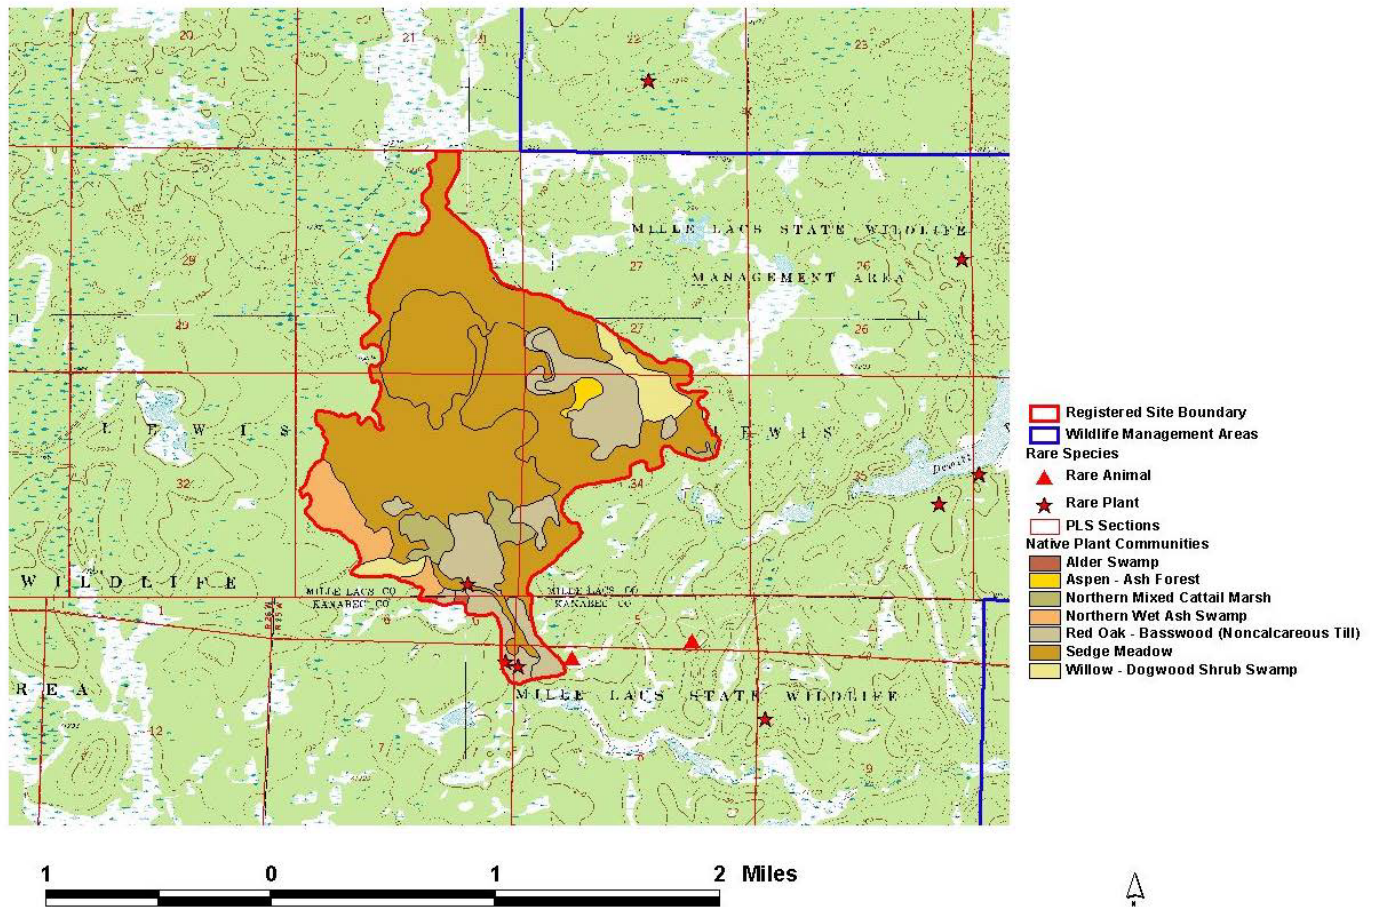 20
21
21
22
23
MILLE LACS STATE WILDLIFE
MANAGEMENT AREA
29
27
26
29
27
26
L E W I S
L E W I S
32
34
35
W I L D L I F E
MILLE LACS CO
KANABEC CO
MILLE LACS CO
KANABEC CO
1
6
5
R E A
MILLE LACS STATE WILDLIFE
12
7
8
9
Registered Site Boundary
Wildlife Management Areas
Rare Species
Rare Animal
Rare Plant
PLS Sections
Native Plant Communities
Alder Swamp
Aspen - Ash Forest
Northern Mixed Cattail Marsh
Northern Wet Ash Swamp
Red Oak - Basswood (Noncalcareous Till)
Sedge Meadow
Willow - Dogwood Shrub Swamp
1 0 1 2 Miles
N